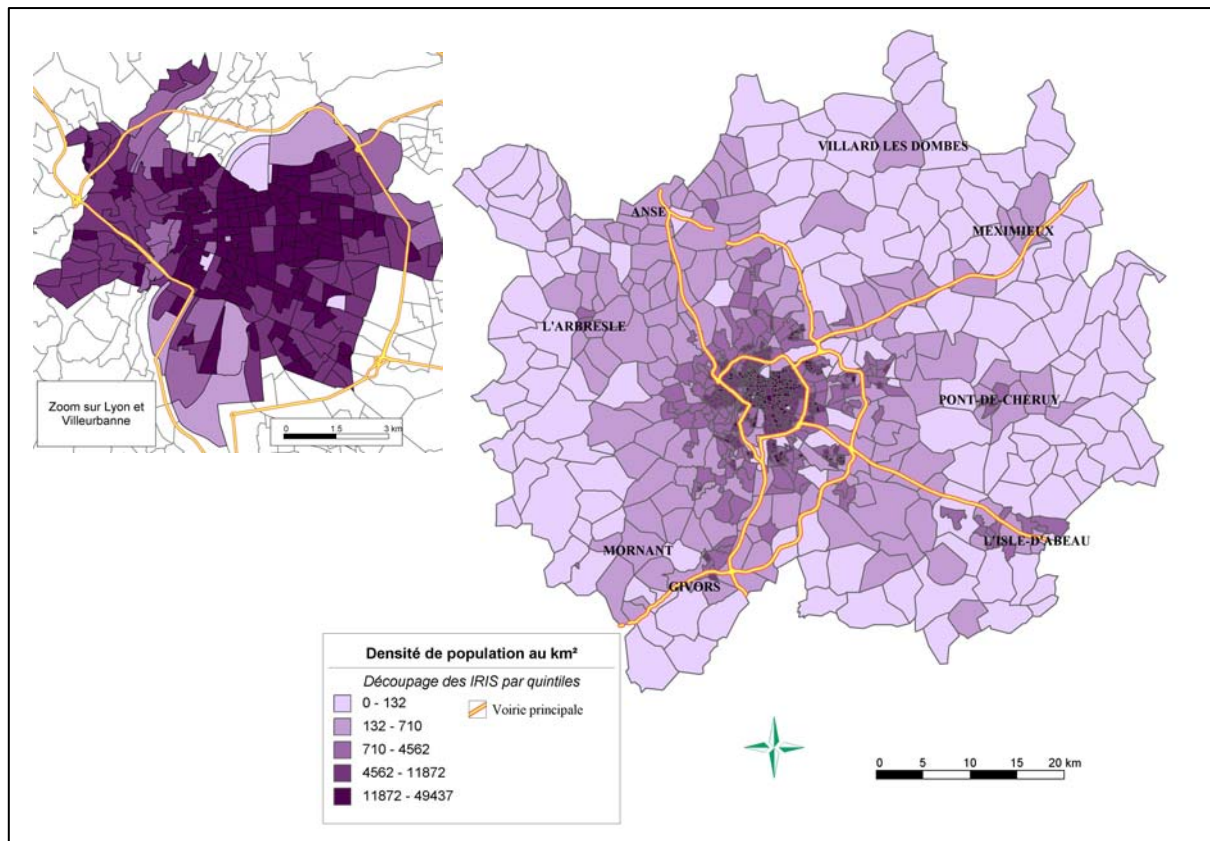 Zoom sur Lyon et
Villeurbanne
0 1.5 3 km
VILLARD LES DOMBES
ANSE
MEXIMIEUX
L'ARBRESLE
PONT-DE-CHERUY
L'ISLE-D'ABEAU
MORNANT
GIVORS
Densité de population au km²
Découpage des IRIS par quintiles
0 - 132
Voirie principale
132 - 710
710 - 4562
4562 - 11872
11872 - 49437
0 5 10 15 20 km